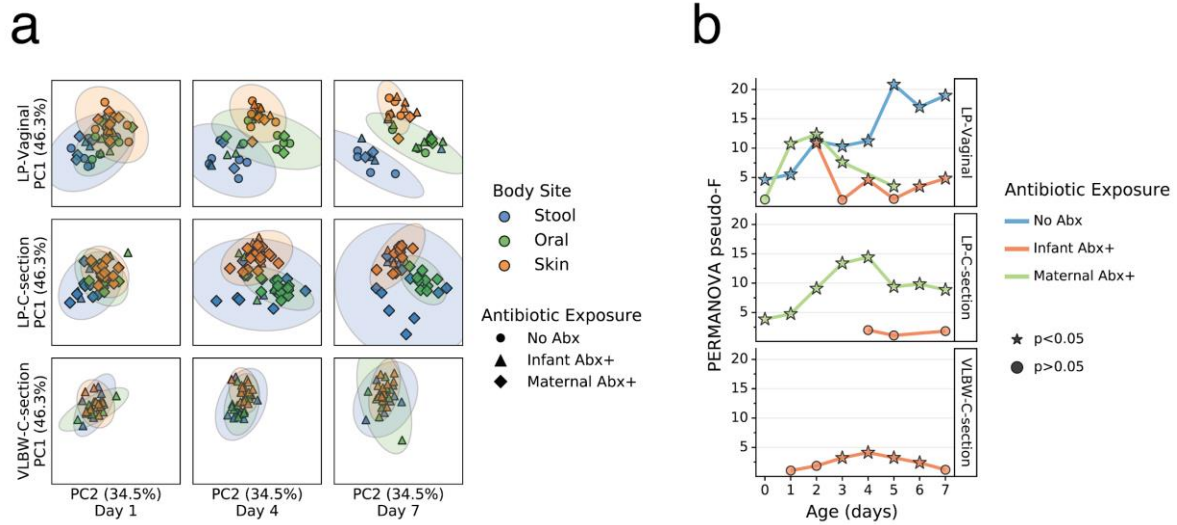 a
LP-Vaginal
PC1 (46.3%)
LP-C-section
PC1 (46.3%)
VLBW-C-section
PC1 (46.3%)
PC2 (34.5%)
Day 1
PC2 (34.5%)
Day 4
PC2 (34.5%)
Day 7
Body Site
Stool
Oral
Skin
Antibiotic Exposure
No Abx
Infant Abx+
Maternal Abx+
b
PERMANOVA pseudo-F
20
15
10
5
LP-Vaginal
20
15
10
5
LP-C-section
20
15
10
5
VLBW-C-section
0 1 2 3 4 5 6 7
Age (days)
Antibiotic Exposure
No Abx
Infant Abx+
Maternal Abx+
p<0.05
p>0.05